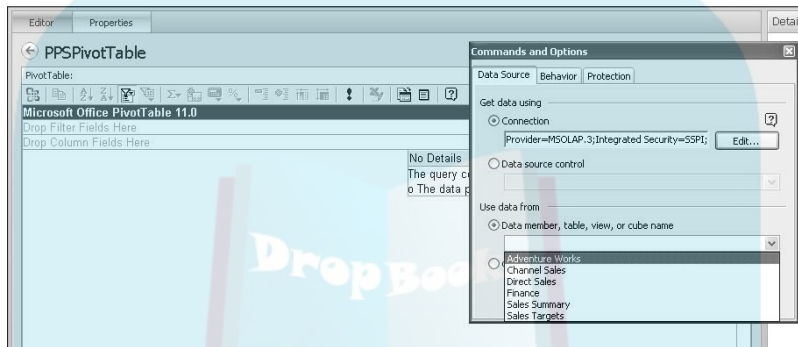 Editor Properties
Detai
PPSPivotTable
PivotTable:
Microsoft Office PivotTable 11.0
Drop Filter Fields Here
Drop Column Fields Here
No Details
The query c
o The data p
Commands and Options
Data Source Behavior Protection
Get data using
Connection
Provider=MSOLAP.3;Integrated Security=SSPI;
Edit...
Data source control
Use data from
Data member, table, view, or cube name
Adventure Works
Channel Sales
Direct Sales
Finance
Sales Summary
Sales Targets
DropBook